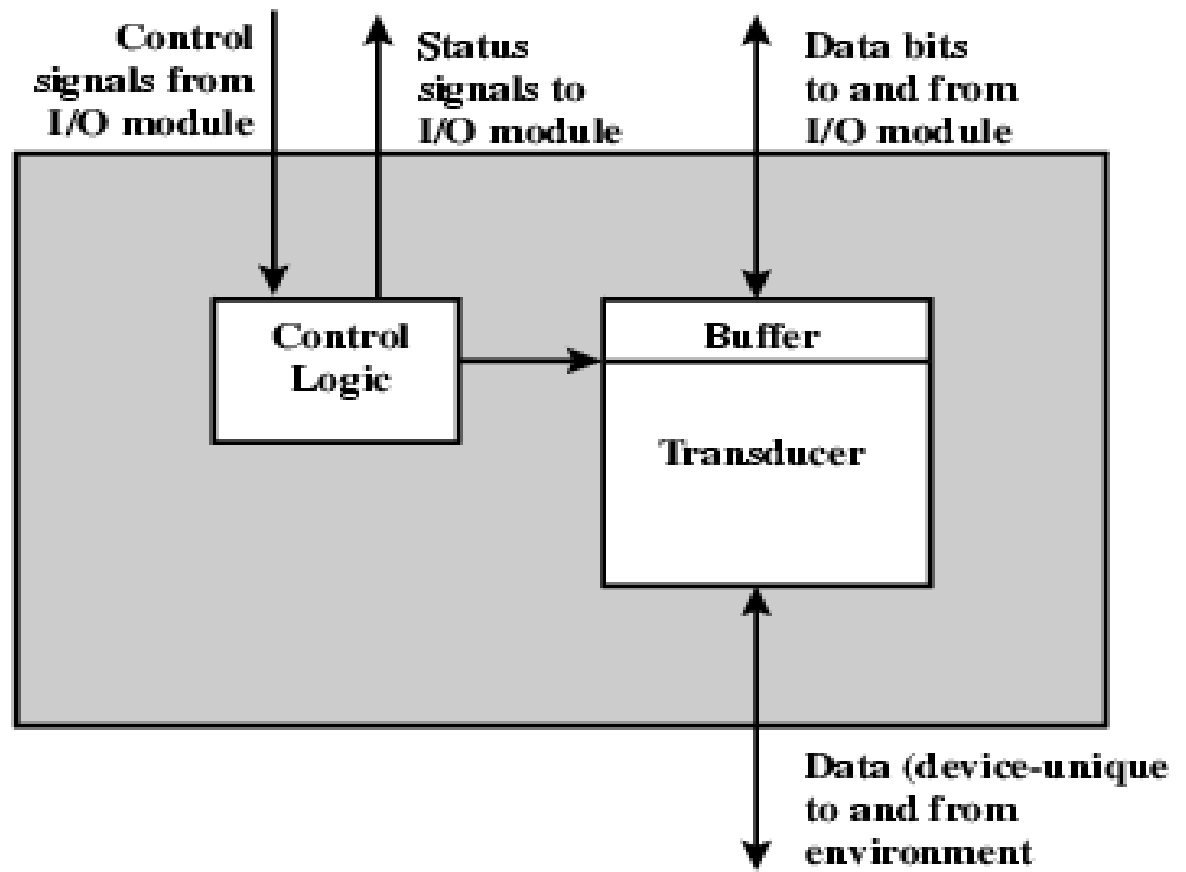 Control
signals from
I/O module
Status
signals to
I/O module
Data bits
to and from
I/O module
Control
Logic
Buffer
Transducer
Data (device-unique
to and from
environment